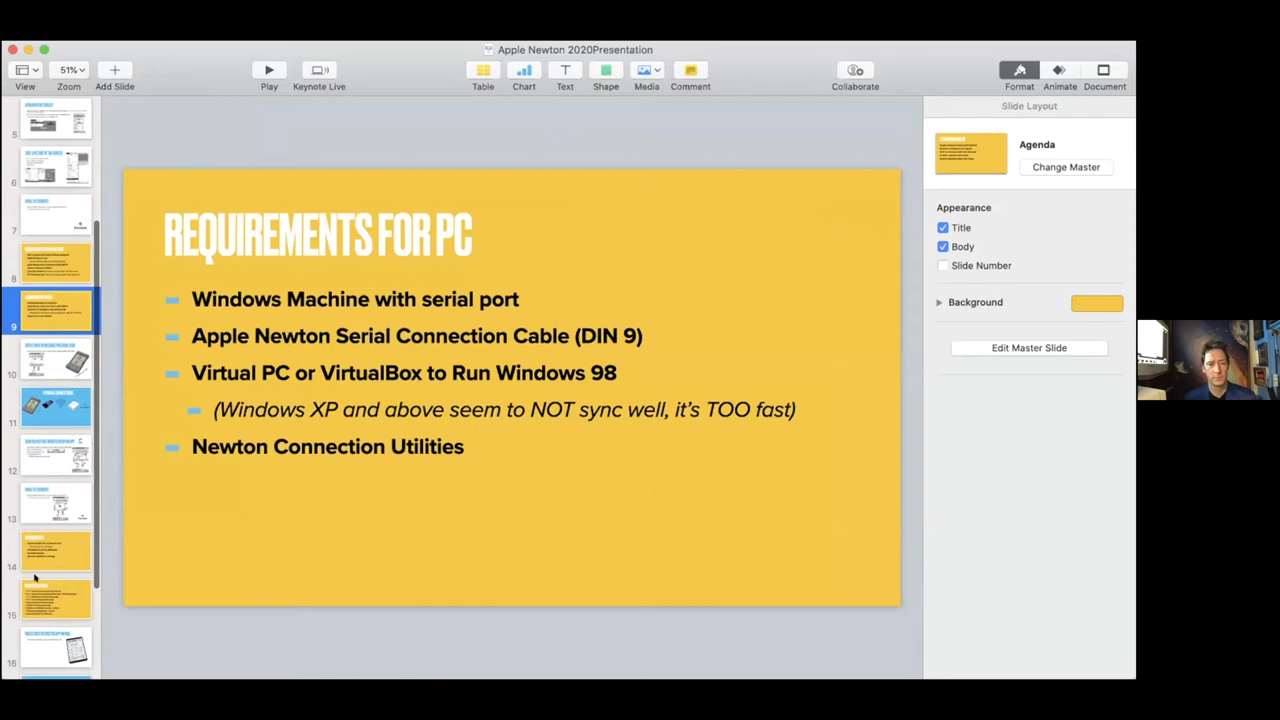 Apple Newton 2020Presentation
51%
View
Zoom
Add Slide
Play
Keynote Live
Table
Chart
Text
Shape
Media
Comment
Collaborate
Format
Animate
Document
5
6
7
8
9
10
11
12
13
14
15
16
REQUIREMENTS FOR PC
Windows Machine with serial port
Apple Newton Serial Connection Cable (DIN 9)
Virtual PC or VirtualBox to Run Windows 98
(Windows XP and above seem to NOT sync well, it's TOO fast)
Newton Connection Utilities
Slide Layout
Agenda
Change Master
Appearance
Title
Body
Slide Number
Background
Edit Master Slide